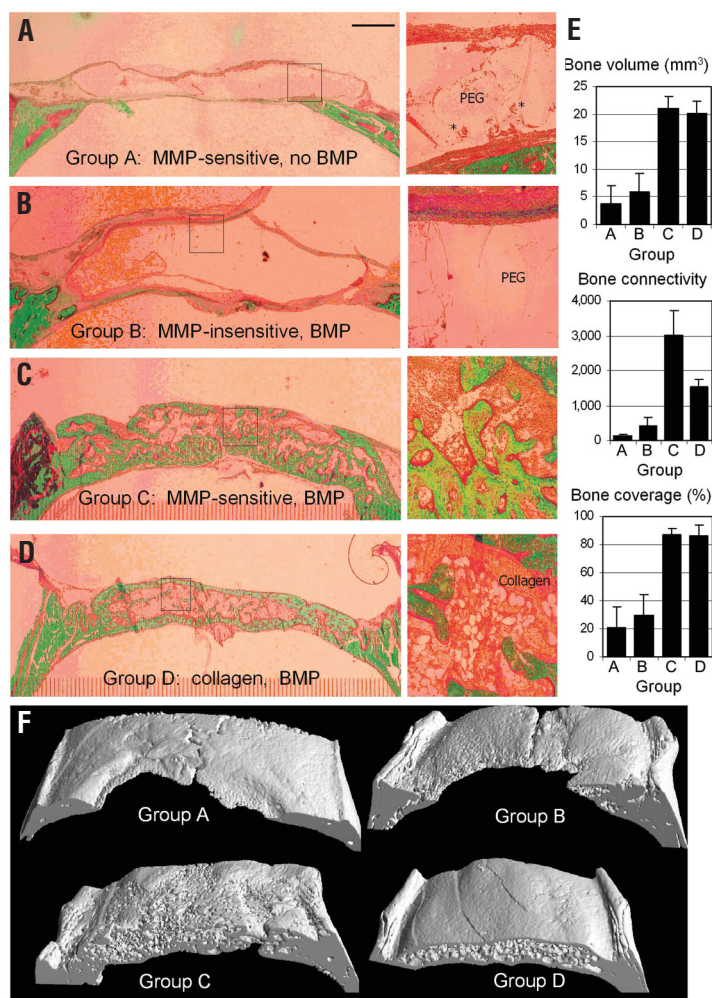 A
PEG
*
*
Group A: MMP-sensitive, no BMP
B
PEG
Group B: MMP-insensitive, BMP
C
Group C: MMP-sensitive, BMP
D
Collagen
Group D: collagen, BMP
E
Bone volume (mm³)
25
20
15
10
5
0
A B C D
Group
Bone connectivity
4,000
3,000
2,000
1,000
0
A B C D
Group
Bone coverage (%)
100
80
60
40
20
0
A B C D
Group
F
Group A
Group B
Group C
Group D